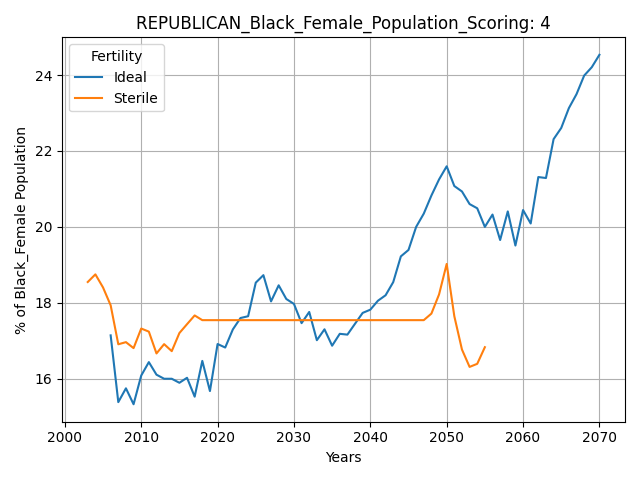 REPUBLICAN_Black_Female_Population_Scoring: 4
Fertility
Ideal
Sterile
% of Black_Female Population
24
22
20
18
16
2000 2010 2020 2030 2040 2050 2060 2070
Years